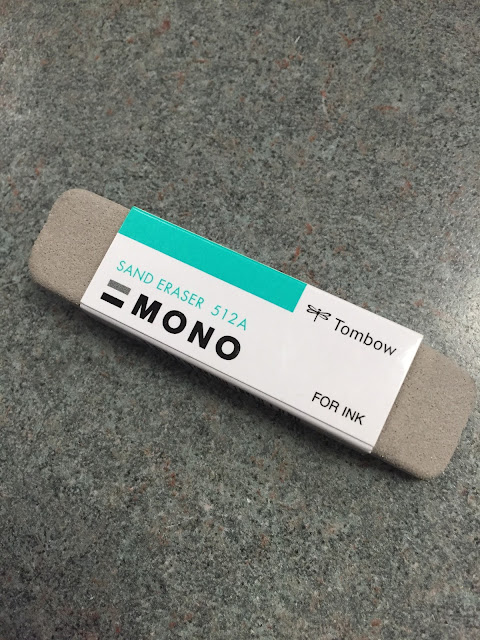 SAND ERASER 512A
MONO
Tombow
FOR INK